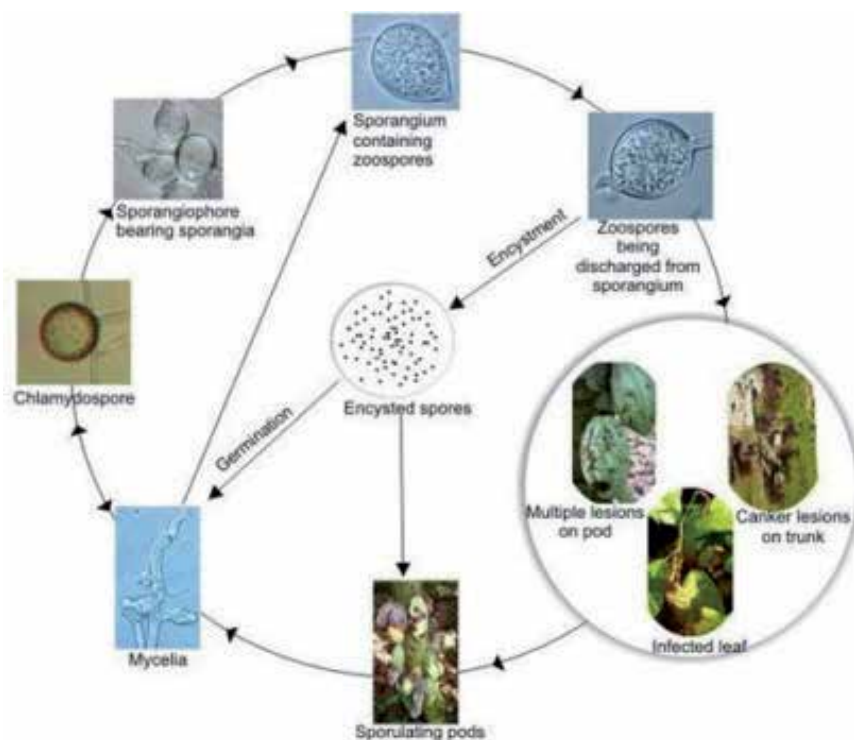 Sporangium
containing
zoospores
Sporangiophore
bearing sporangia
Zoospores
being
discharged from
sporangium
Encystment
Chlamydospore
Encysted spores
Germination
Multiple lesions
on pod
Canker lesions
on trunk
Infected leaf
Mycelia
Sporulating pods